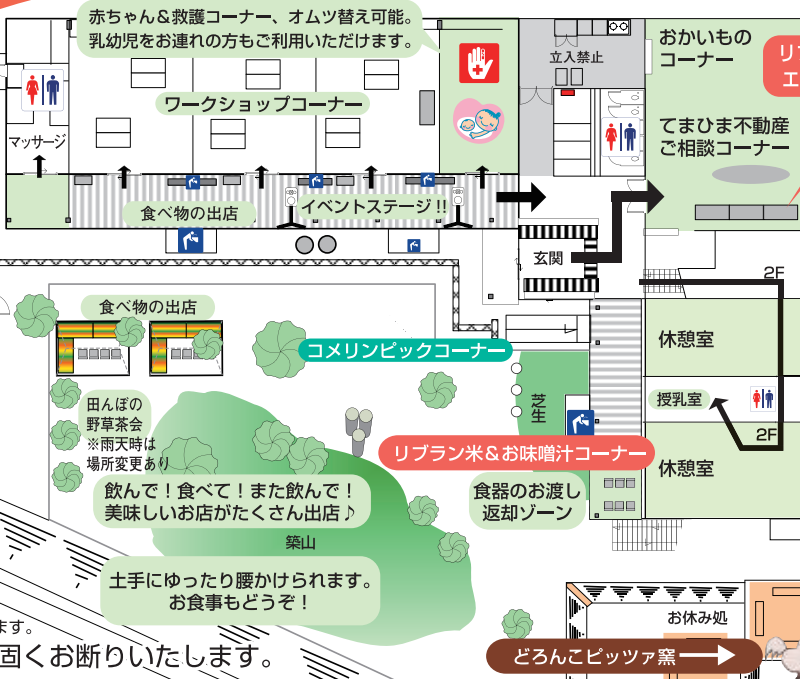 赤ちゃん＆救護コーナー、オムツ替え可能。
乳幼児をお連れの方もご利用いただけます。
立入禁止
おかいもの
コーナー
リブ
エ
ワークショップコーナー
マッサージ
てまひま不動産
ご相談コーナー
食べ物の出店
イベントステージ!!
玄関
2F
食べ物の出店
コメリンピックコーナー
休憩室
授乳室
芝生
2F
田んぼの
野草茶会
※雨天時は
場所変更あり
リブラン米＆お味噌汁コーナー
休憩室
飲んで！食べて！また飲んで！
美味しいお店がたくさん出店♪
食器のお渡し
返却ゾーン
築山
土手にゆったり腰かけられます。
お食事もどうぞ！
お休み処
ます。
固くお断りいたします。
どろんこピッツァ窯